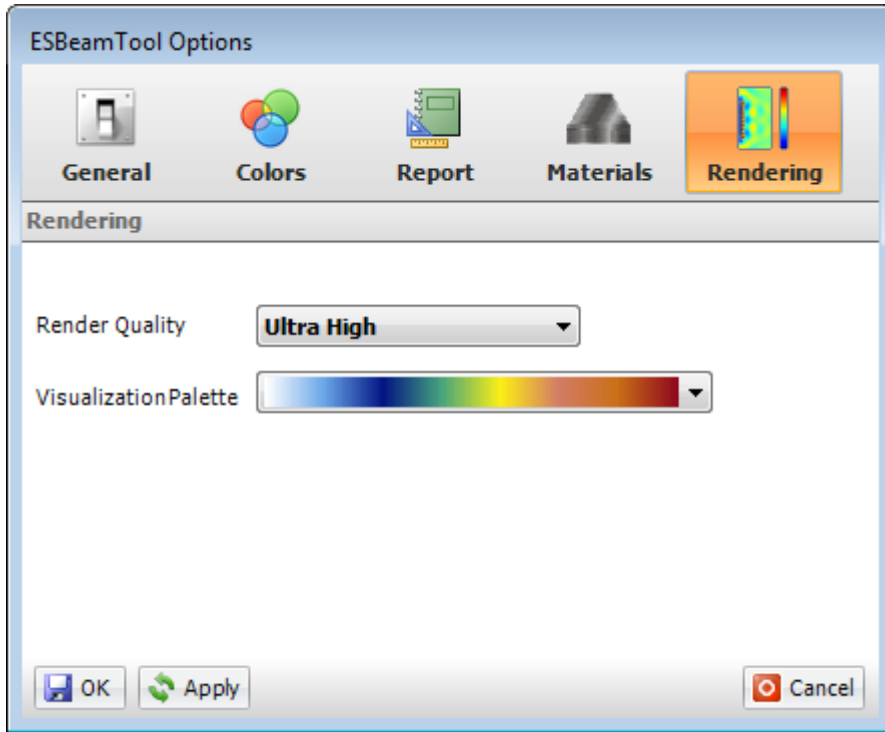 ESBeamTool Options
General Colors Report Materials Rendering
Rendering
Render Quality Ultra High
VisualizationPalette
OK Apply Cancel